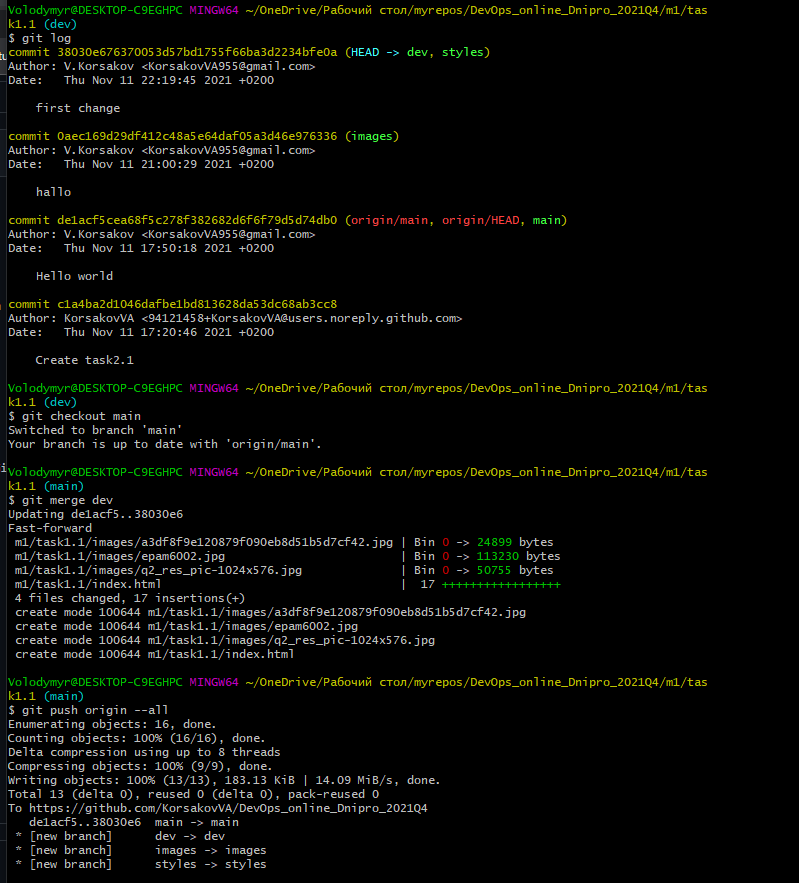 Volodymyr@DESKTOP-C9EGHPC MINGW64 ~/OneDrive/Рабочий стол/myrepos/DevOps_online_Dnipro_2021Q4/m1/tas
k1.1 (dev)
$ git log
commit 38030e676370053d57bd1755f66ba3d2234bfe0a (HEAD -> dev, styles)
Author: V.Korsakov <KorsakovVA955@gmail.com>
Date:   Thu Nov 11 22:19:45 2021 +0200
    first change
commit 0aec169d29df412c48a5e64daf05a3d46e976336 (images)
Author: V.Korsakov <KorsakovVA955@gmail.com>
Date:   Thu Nov 11 21:00:29 2021 +0200
    hallo
commit de1acf5cea68f5c278f382682d6f6f79d5d74db0 (origin/main, origin/HEAD, main)
Author: V.Korsakov <KorsakovVA955@gmail.com>
Date:   Thu Nov 11 17:50:18 2021 +0200
    Hello world
commit c1a4ba2d1046dafbe1bd813628da53dc68ab3cc8
Author: KorsakovVA <94121458+KorsakovVA@users.noreply.github.com>
Date:   Thu Nov 11 17:20:46 2021 +0200
    Create task2.1
Volodymyr@DESKTOP-C9EGHPC MINGW64 ~/OneDrive/Рабочий стол/myrepos/DevOps_online_Dnipro_2021Q4/m1/tas
k1.1 (dev)
$ git checkout main
Switched to branch 'main'
Your branch is up to date with 'origin/main'.
Volodymyr@DESKTOP-C9EGHPC MINGW64 ~/OneDrive/Рабочий стол/myrepos/DevOps_online_Dnipro_2021Q4/m1/tas
k1.1 (main)
$ git merge dev
Updating de1acf5..38030e6
Fast-forward
 m1/task1.1/images/a3df8f9e120879f090eb8d51b5d7cf42.jpg | Bin 0 -> 24899 bytes
 m1/task1.1/images/epam6002.jpg                         | Bin 0 -> 113230 bytes
 m1/task1.1/images/q2_res_pic-1024x576.jpg              | Bin 0 -> 50755 bytes
 m1/task1.1/index.html                                  |  17 +++++++++++++++++
 4 files changed, 17 insertions(+)
 create mode 100644 m1/task1.1/images/a3df8f9e120879f090eb8d51b5d7cf42.jpg
 create mode 100644 m1/task1.1/images/epam6002.jpg
 create mode 100644 m1/task1.1/images/q2_res_pic-1024x576.jpg
 create mode 100644 m1/task1.1/index.html
Volodymyr@DESKTOP-C9EGHPC MINGW64 ~/OneDrive/Рабочий стол/myrepos/DevOps_online_Dnipro_2021Q4/m1/tas
k1.1 (main)
$ git push origin --all
Enumerating objects: 16, done.
Counting objects: 100% (16/16), done.
Delta compression using up to 8 threads
Compressing objects: 100% (9/9), done.
Writing objects: 100% (13/13), 183.13 KiB | 14.09 MiB/s, done.
Total 13 (delta 0), reused 0 (delta 0), pack-reused 0
To https://github.com/KorsakovVA/DevOps_online_Dnipro_2021Q4
   de1acf5..38030e6  main -> main
 * [new branch]      dev -> dev
 * [new branch]      images -> images
 * [new branch]      styles -> styles